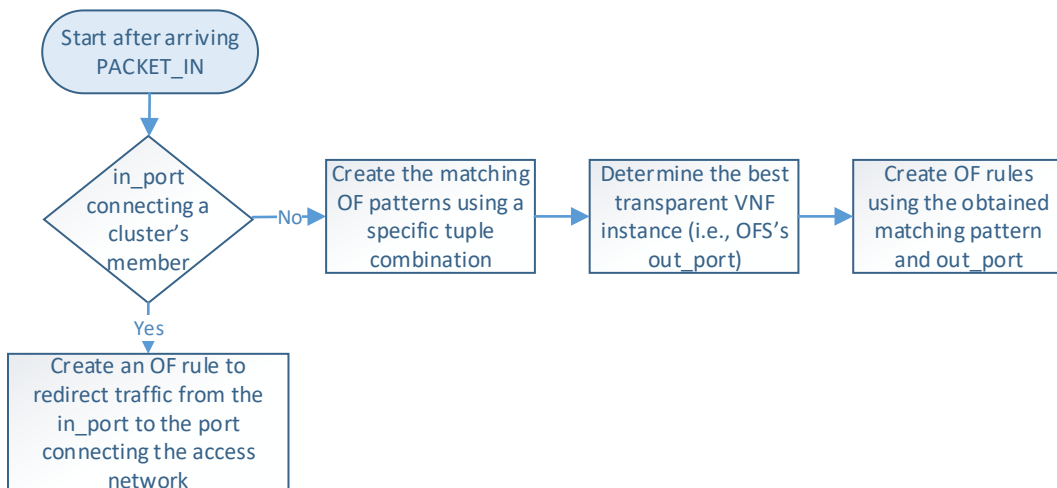 Start after arriving
PACKET_IN
in_port
connecting a
cluster's
member
No
Create the matching
OF patterns using a
specific tuple
combination
Determine the best
transparent VNF
instance (i.e., OFS's
out_port)
Create OF rules
using the obtained
matching pattern
and out_port
Yes
Create an OF rule to
redirect traffic from the
in_port to the port
connecting the access
network